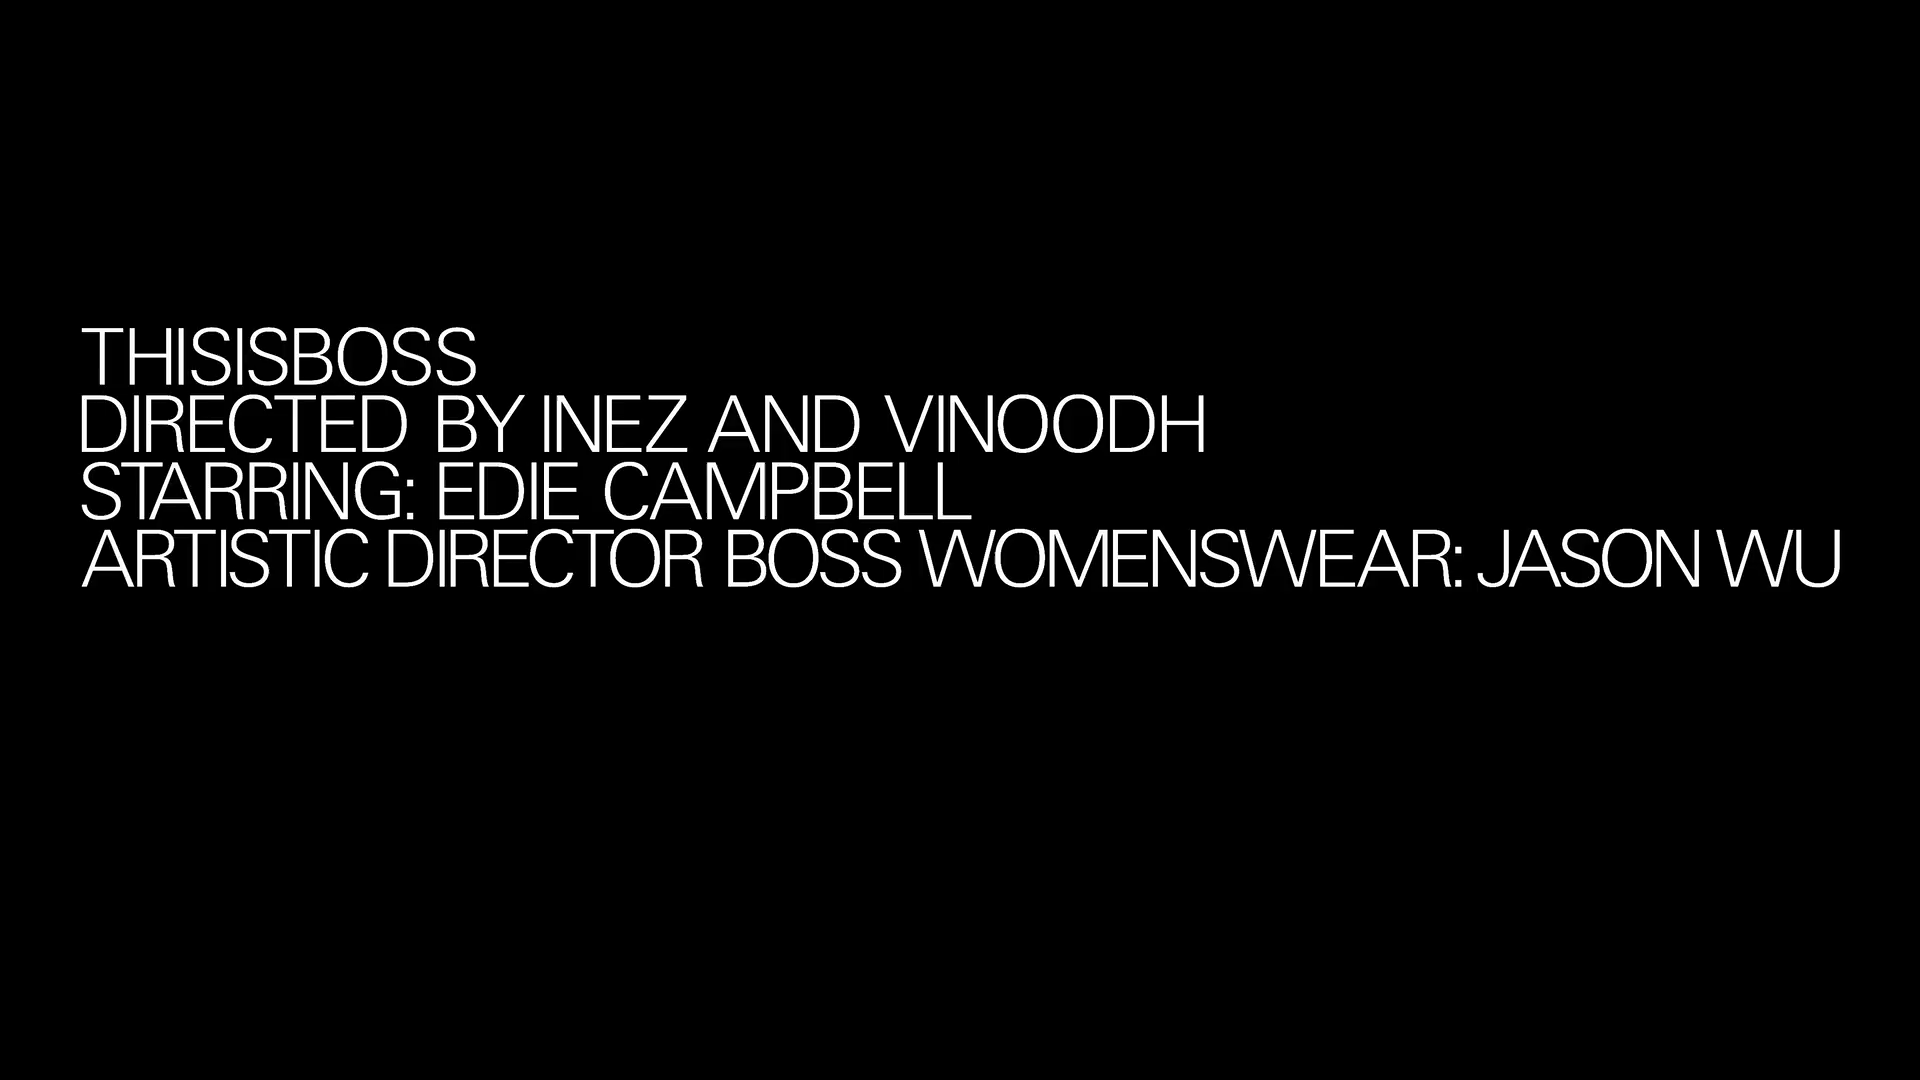 THISISBOSS
DIRECTED BY INEZ AND VINOODH
STARRING: EDIE CAMPBELL
ARTISTIC DIRECTOR BOSS WOMENSWEAR: JASON WU